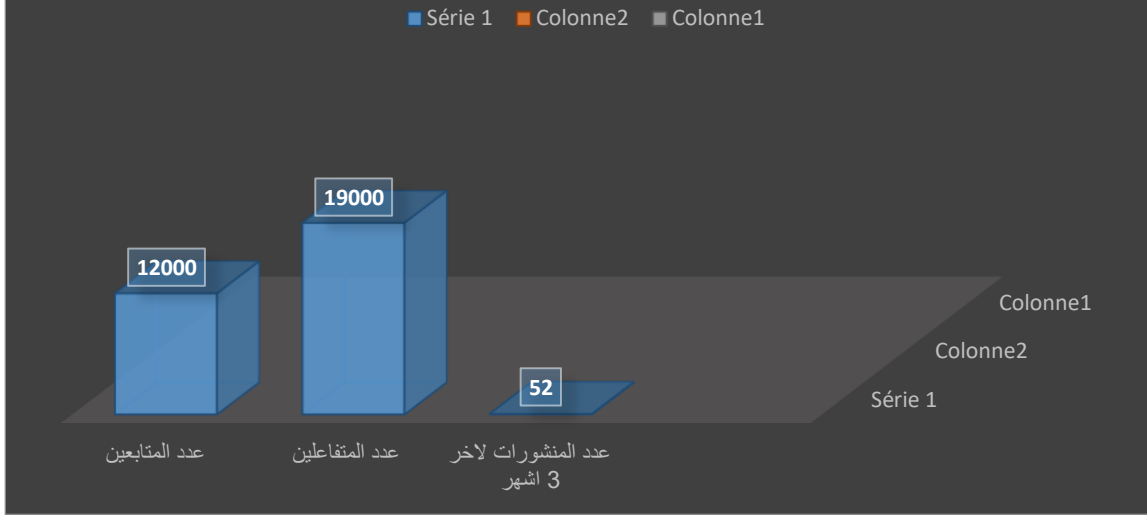 Série 1 Colonne2 Colonne1
19000
12000
52
Colonne1
Colonne2
Série 1
عدد المتابعين
عدد المتفاعلين
عدد المنشورات لاخر
3 اشهر